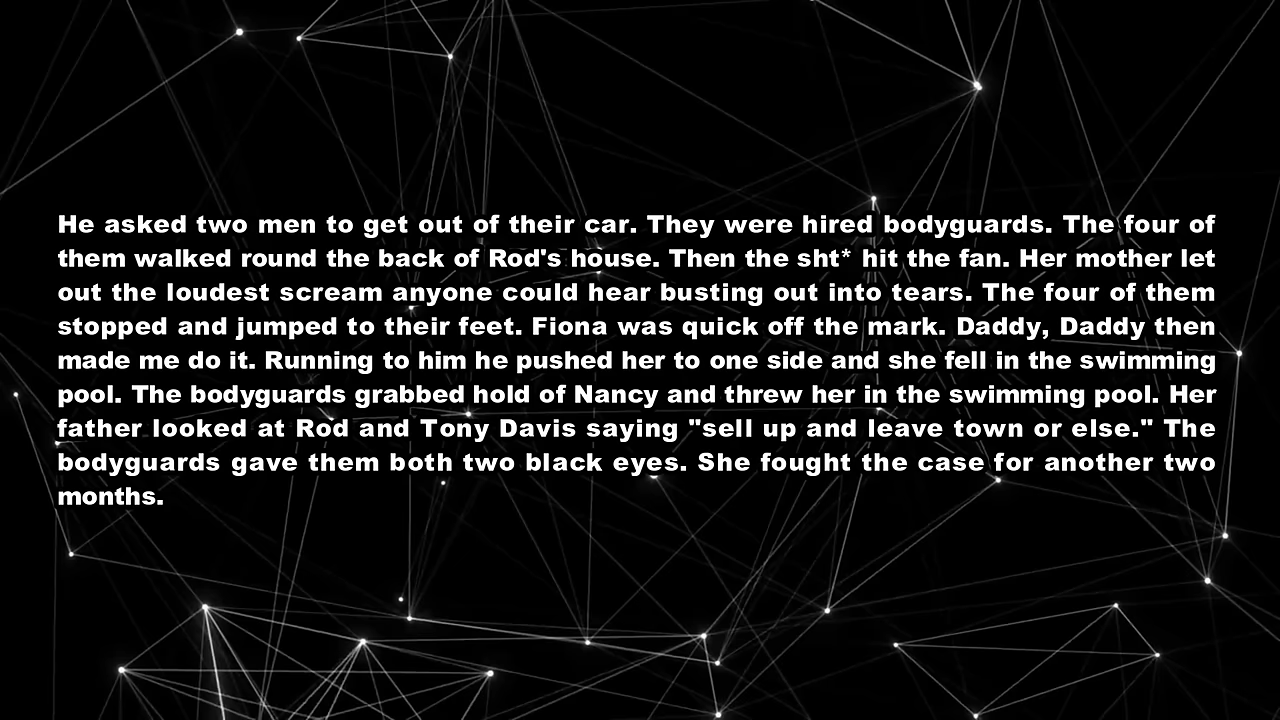 He asked two men to get out of their car. They were hired bodyguards. The four of
them walked round the back of Rod's house. Then the sht* hit the fan. Her mother let
out the loudest scream anyone could hear busting out into tears. The four of them
stopped and jumped to their feet. Fiona was quick off the mark. Daddy, Daddy then
made me do it. Running to him he pushed her to one side and she fell in the swimming
pool. The bodyguards grabbed hold of Nancy and threw her in the swimming pool. Her
father looked at Rod and Tony Davis saying "sell up and leave town or else." The
bodyguards gave them both two black eyes. She fought the case for another two
months.